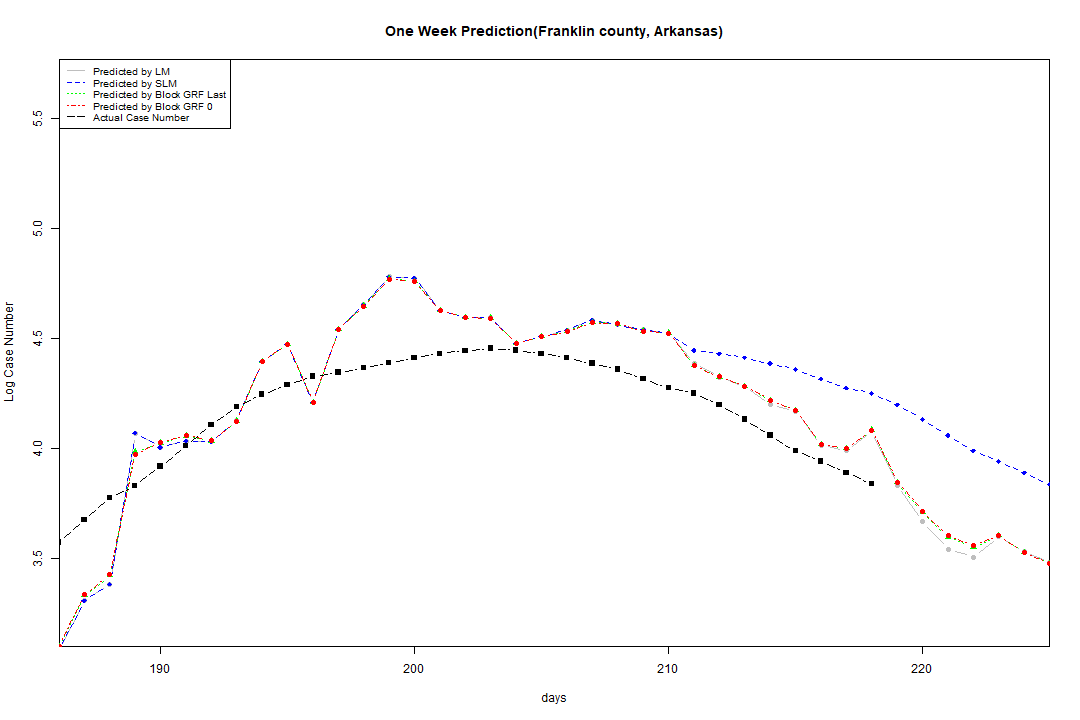 One Week Prediction(Franklin county, Arkansas)
Predicted by LM
Predicted by SLM
Predicted by Block GRF Last
Predicted by Block GRF 0
Actual Case Number
5.5
5.0
4.5
4.0
3.5
Log Case Number
190
200
210
220
days